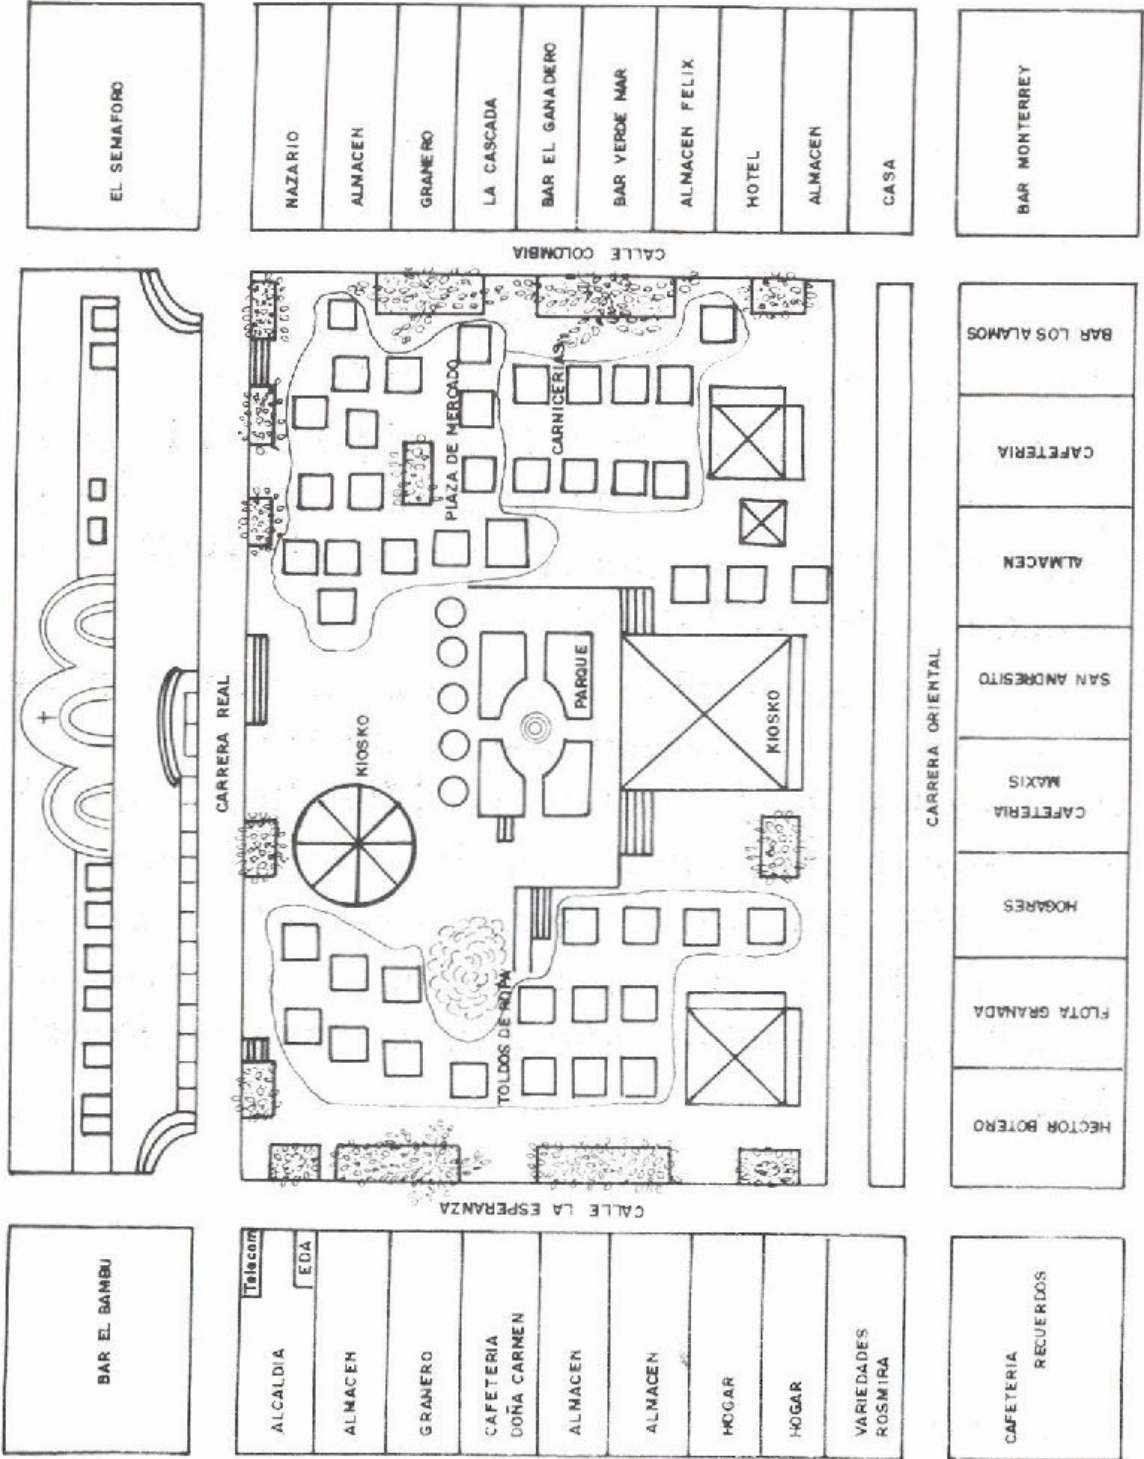 EL SEMAFORO
NAZARIO
ALMACEN
GRANERO
LA CASCADA
BAR EL GANADERO
BAR VERDE MAR
ALMACEN FELIX
HOTEL
ALMACEN
CASA
BAR MONTERREY
CALLE COLOMBIA
CARRERA REAL
PLAZA DE MERCADO
CARNICERIAS
KIOSKO
PARQUE
KIOSKO
TOLDOS DE ROPA
CARRERA ORIENTAL
BAR LOS ALAMOS
CAFETERIA
ALMACEN
SAN ANDRESITO
CAFETERIA
MAXIS
HOGARES
FLOTA GRANADA
HECTOR BOTERO
CALLE LA ESPERANZA
BAR EL BAMBU
Telecom
EDA
ALCALDIA
ALMACEN
GRANERO
CAFETERIA
DOÑA CARMEN
ALMACEN
ALMACEN
HOGAR
HOGAR
VARIEDADES
ROSMIRA
CAFETERIA
RECUERDOS